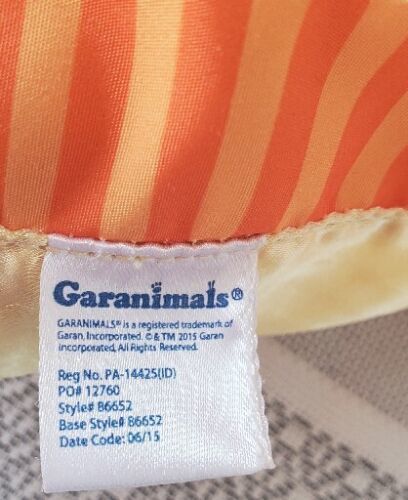 Garanimals®
GARANIMALS® is a registered trademark of
Garan, Incorporated. © & TM 2015 Garan
incorporated, All Rights Reserved.
Reg No. PA-14425(ID)
PO# 12760
Style# 86652
Base Style# 86652
Date Code: 06/15